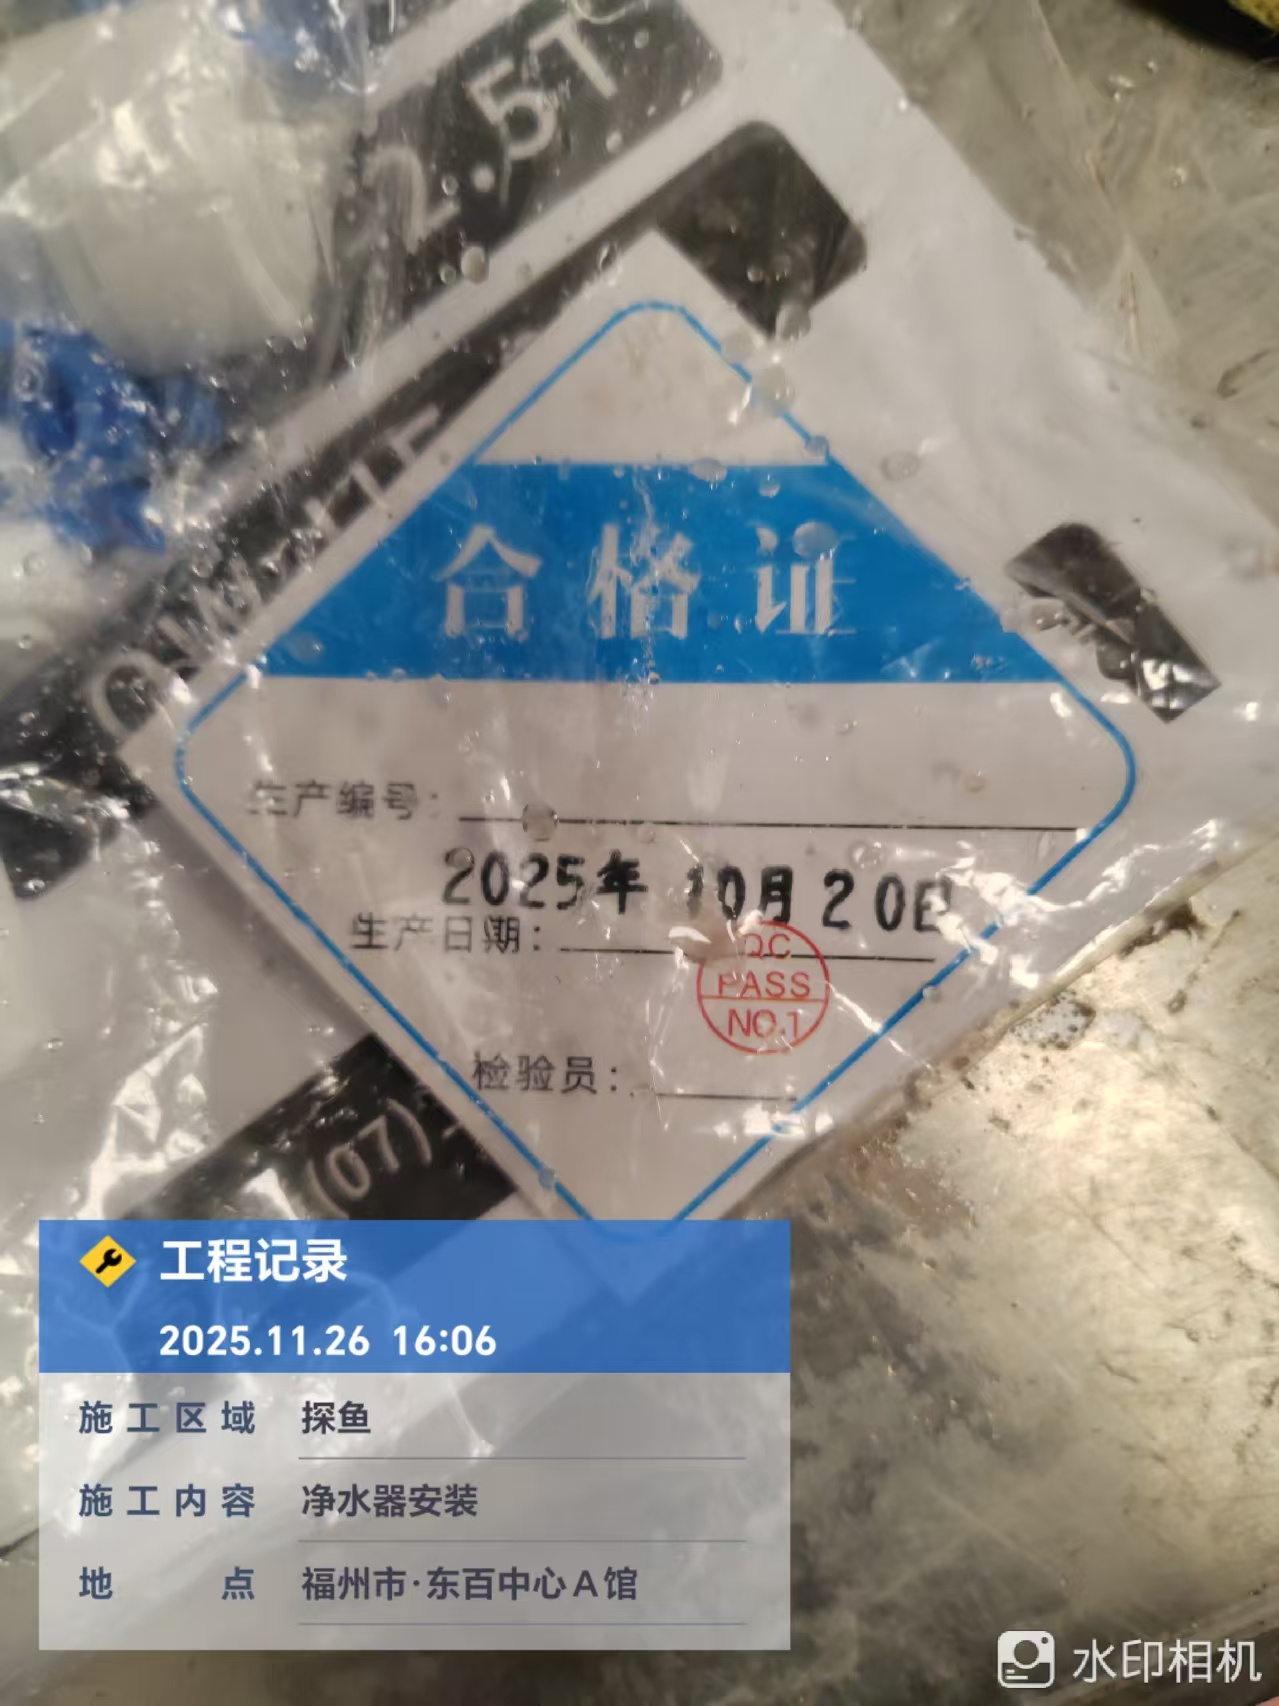 2.5T
合格证
生产编号：
2025年 10月20日
生产日期：
QC
PASS
NO.1
检验员：
(07)
工程记录
2025.11.26 16:06
施工区域 探鱼
施工内容 净水器安装
地点 福州市·东百中心A馆
水印相机